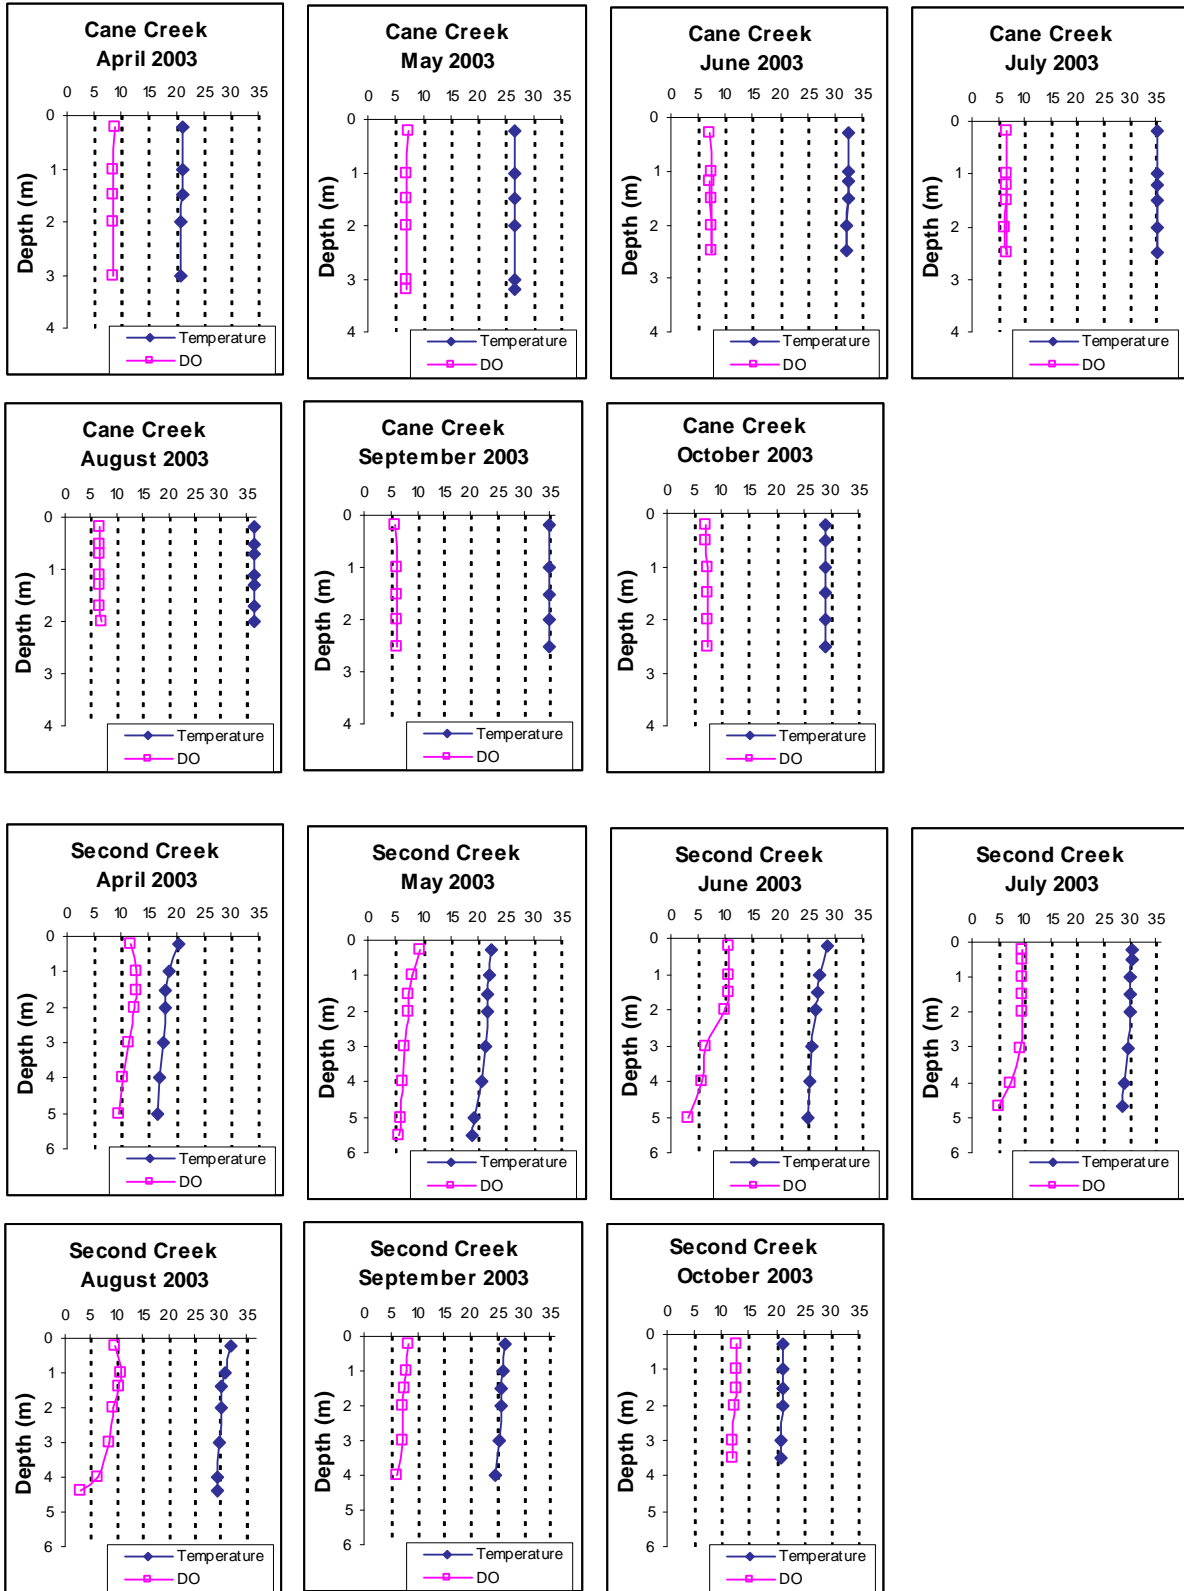 Cane Creek
April 2003
0 5 10 15 20 25 30 35
0
1
2
3
4
Depth (m)
Temperature
DO
Cane Creek
May 2003
0 5 10 15 20 25 30 35
0
1
2
3
4
Depth (m)
Temperature
DO
Cane Creek
June 2003
0 5 10 15 20 25 30 35
0
1
2
3
4
Depth (m)
Temperature
DO
Cane Creek
July 2003
0 5 10 15 20 25 30 35
0
1
2
3
4
Depth (m)
Temperature
DO
Cane Creek
August 2003
0 5 10 15 20 25 30 35
0
1
2
3
4
Depth (m)
Temperature
DO
Cane Creek
September 2003
0 5 10 15 20 25 30 35
0
1
2
3
4
Depth (m)
Temperature
DO
Cane Creek
October 2003
0 5 10 15 20 25 30 35
0
1
2
3
4
Depth (m)
Temperature
DO
Second Creek
April 2003
0 5 10 15 20 25 30 35
0
1
2
3
4
5
6
Depth (m)
Temperature
DO
Second Creek
May 2003
0 5 10 15 20 25 30 35
0
1
2
3
4
5
6
Depth (m)
Temperature
DO
Second Creek
June 2003
0 5 10 15 20 25 30 35
0
1
2
3
4
5
6
Depth (m)
Temperature
DO
Second Creek
July 2003
0 5 10 15 20 25 30 35
0
1
2
3
4
5
6
Depth (m)
Temperature
DO
Second Creek
August 2003
0 5 10 15 20 25 30 35
0
1
2
3
4
5
6
Depth (m)
Temperature
DO
Second Creek
September 2003
0 5 10 15 20 25 30 35
0
1
2
3
4
5
6
Depth (m)
Temperature
DO
Second Creek
October 2003
0 5 10 15 20 25 30 35
0
1
2
3
4
5
6
Depth (m)
Temperature
DO